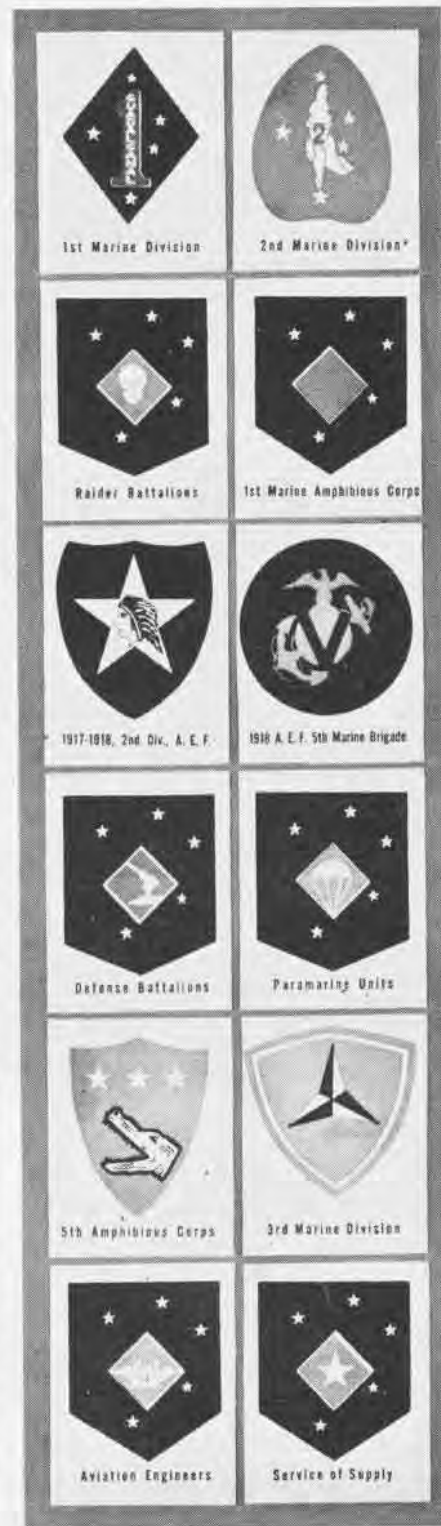 GUADALCANAL
1st Marine Division
2
2nd Marine Division*
Raider Battalions
1st Marine Amphibious Corps
1917-1918, 2nd Div., A. E. F.
1918 A. E. F. 5th Marine Brigade
Defense Battalions
Paramarine Units
5th Amphibious Corps
3rd Marine Division
Aviation Engineers
Service of Supply